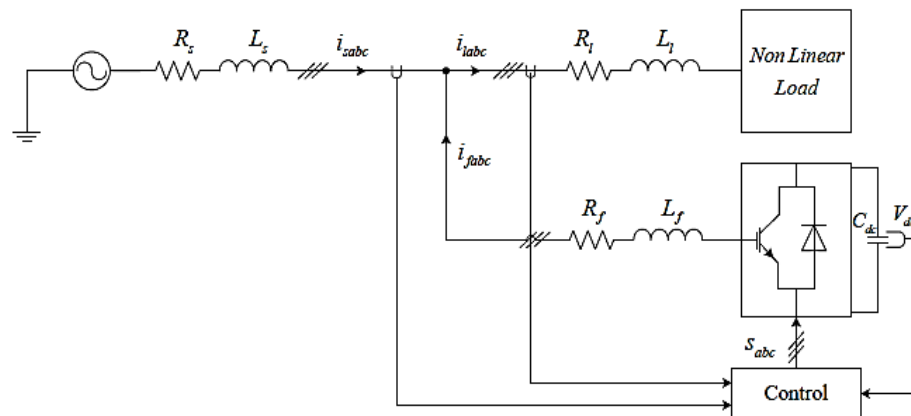 R_s L_s i_sabc i_labc R_l L_l
Non Linear
Load
i_fabc
R_f L_f C_dc
s_abc
Control